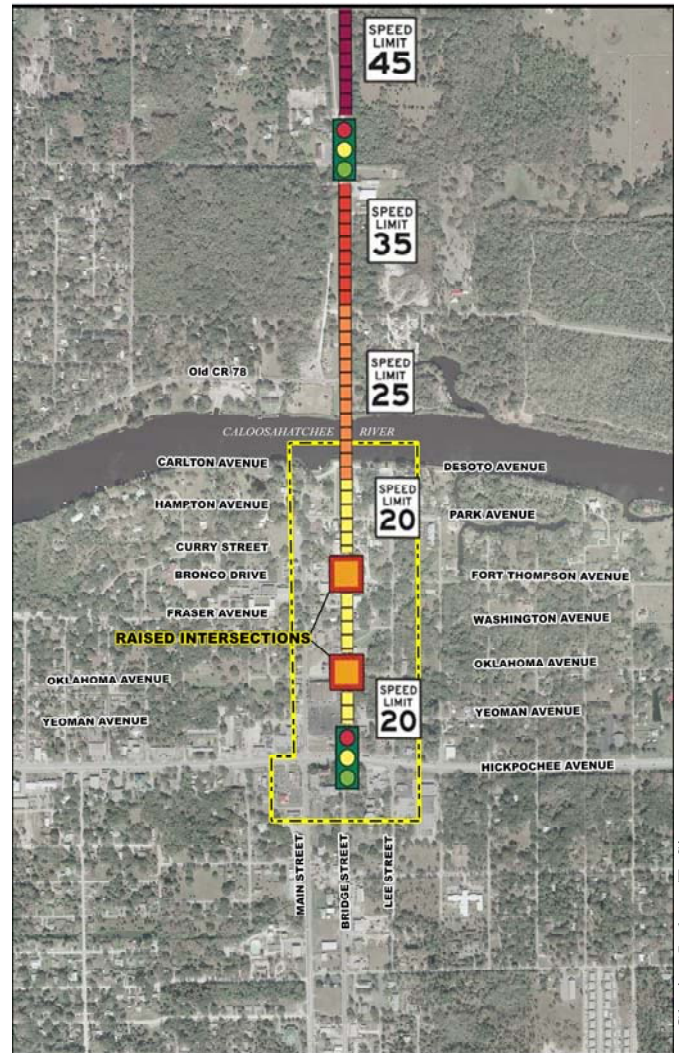 SPEED
LIMIT
45
SPEED
LIMIT
35
Old CR 78
SPEED
LIMIT
25
CALOOSAHATCHEE RIVER
CARLTON AVENUE
DESOTO AVENUE
HAMPTON AVENUE
SPEED
LIMIT
20
PARK AVENUE
CURRY STREET
BRONCO DRIVE
FORT THOMPSON AVENUE
FRASER AVENUE
WASHINGTON AVENUE
RAISED INTERSECTIONS
OKLAHOMA AVENUE
OKLAHOMA AVENUE
SPEED
LIMIT
20
YEOMAN AVENUE
YEOMAN AVENUE
HICKPOCHEE AVENUE
MAIN STREET
BRIDGE STREET
LEE STREET